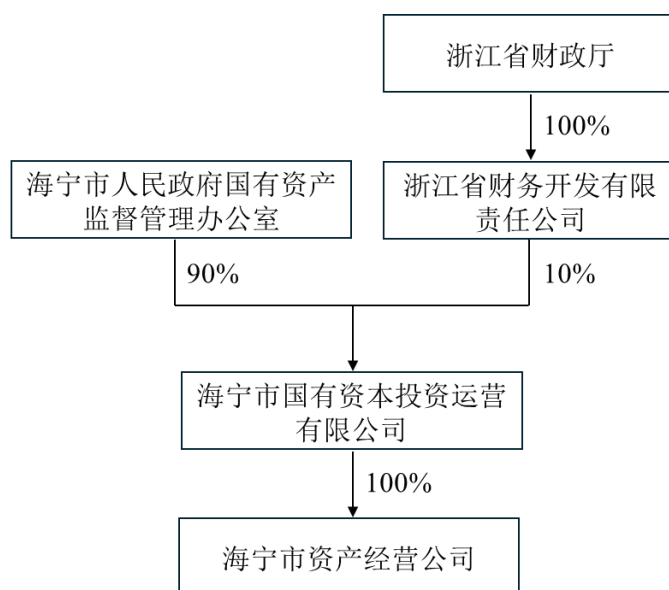 浙江省财政厅
100%
海宁市人民政府国有资产
监督管理办公室
浙江省财务开发有限
责任公司
90%
10%
海宁市国有资本投资运营
有限公司
100%
海宁市资产经营公司